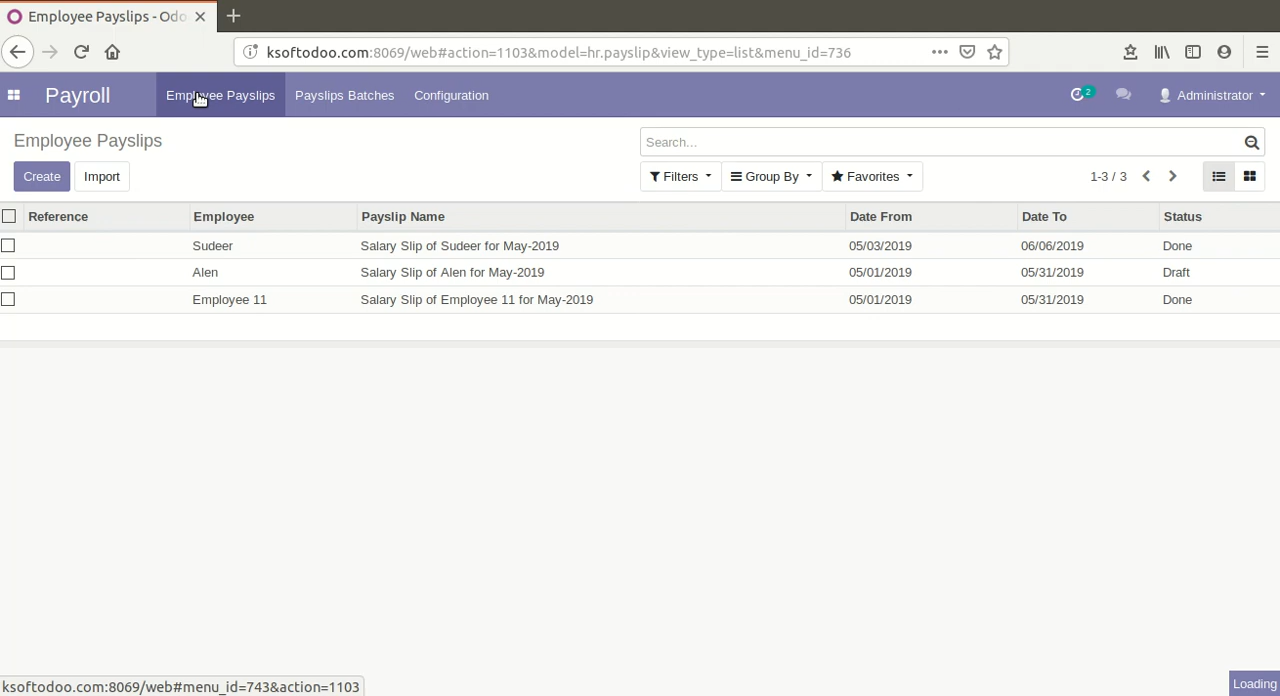 Employee Payslips - Odo
ksoftodoo.com:8069/web#action=1103&model=hr.payslip&view_type=list&menu_id=736
Payroll Employee Payslips Payslips Batches Configuration 2 Administrator
Employee Payslips Search...
Create Import Filters Group By Favorites 1-3 / 3
Reference Employee Payslip Name Date From Date To Status
Sudeer Salary Slip of Sudeer for May-2019 05/03/2019 06/06/2019 Done
Alen Salary Slip of Alen for May-2019 05/01/2019 05/31/2019 Draft
Employee 11 Salary Slip of Employee 11 for May-2019 05/01/2019 05/31/2019 Done
ksoftodoo.com:8069/web#menu_id=743&action=1103 Loading